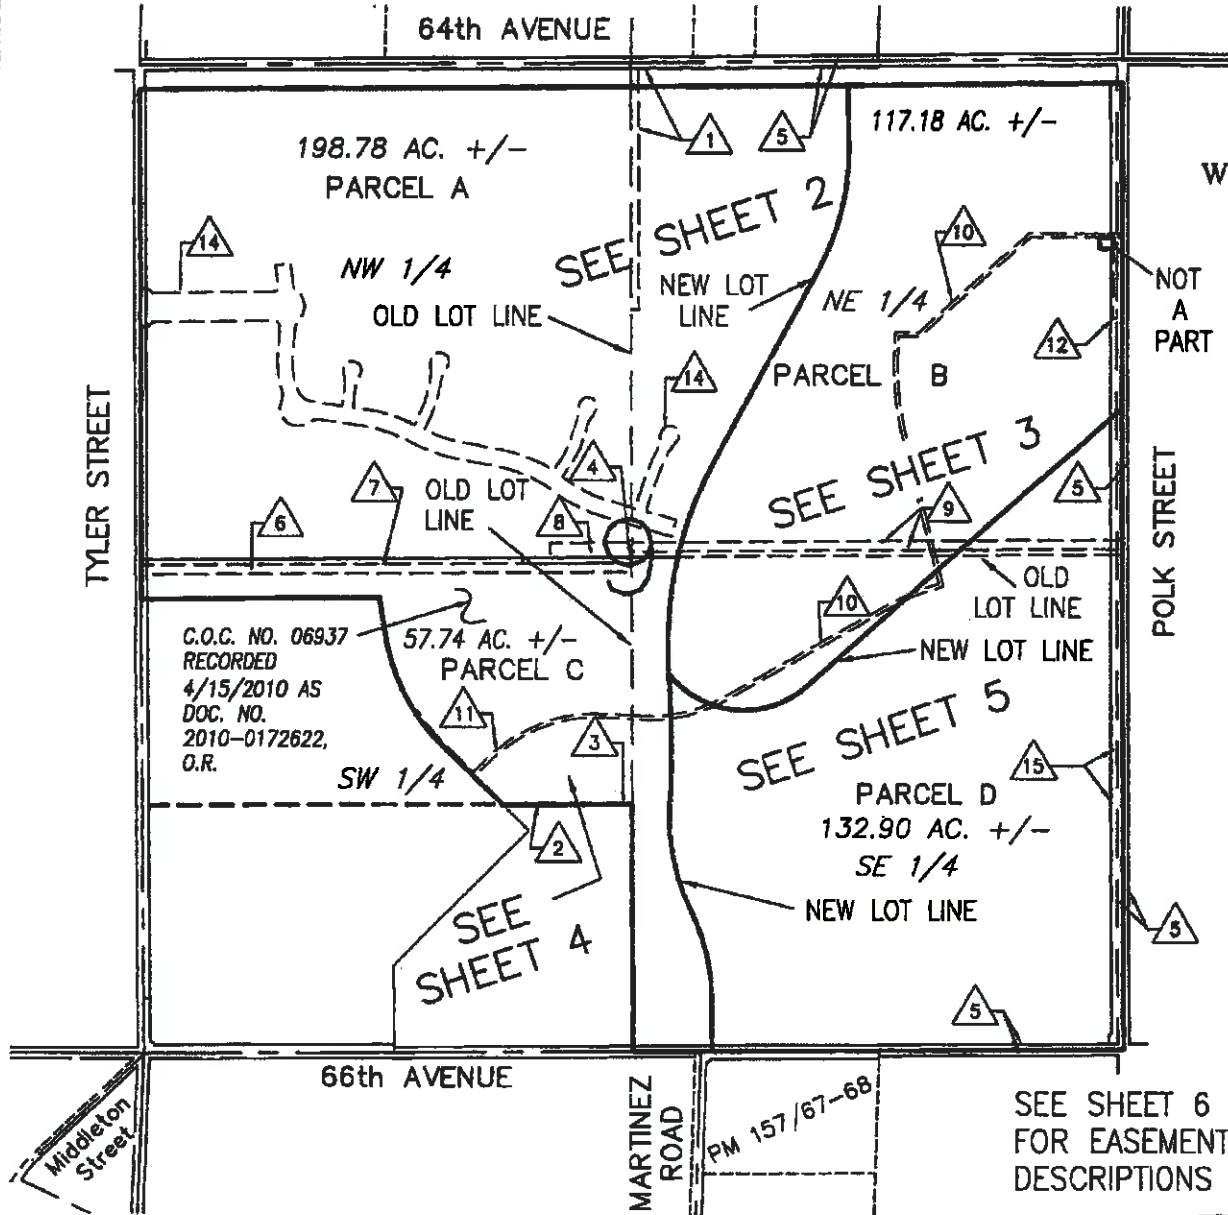 64th AVENUE
198.78 AC. +/-
PARCEL A
1
5
117.18 AC. +/-
W
SEE SHEET 2
14
10
NW 1/4
NEW LOT
LINE
NE 1/4
NOT
A
PART
OLD LOT LINE
12
14
PARCEL B
TYLER STREET
SEE SHEET 3
4
7
OLD LOT
LINE
5
6
8
9
POLK STREET
OLD
LOT LINE
10
C.O.C. NO. 06937
RECORDED
4/15/2010 AS
DOC. NO.
2010-0172622,
O.R.
57.74 AC. +/-
PARCEL C
NEW LOT LINE
11
3
SEE SHEET 5
SW 1/4
15
PARCEL D
132.90 AC. +/-
SE 1/4
2
NEW LOT LINE
SEE
SHEET 4
5
5
66th AVENUE
MARTINEZ
ROAD
PM 157/67-68
Middleton
Street
SEE SHEET 6
FOR EASEMENT
DESCRIPTIONS